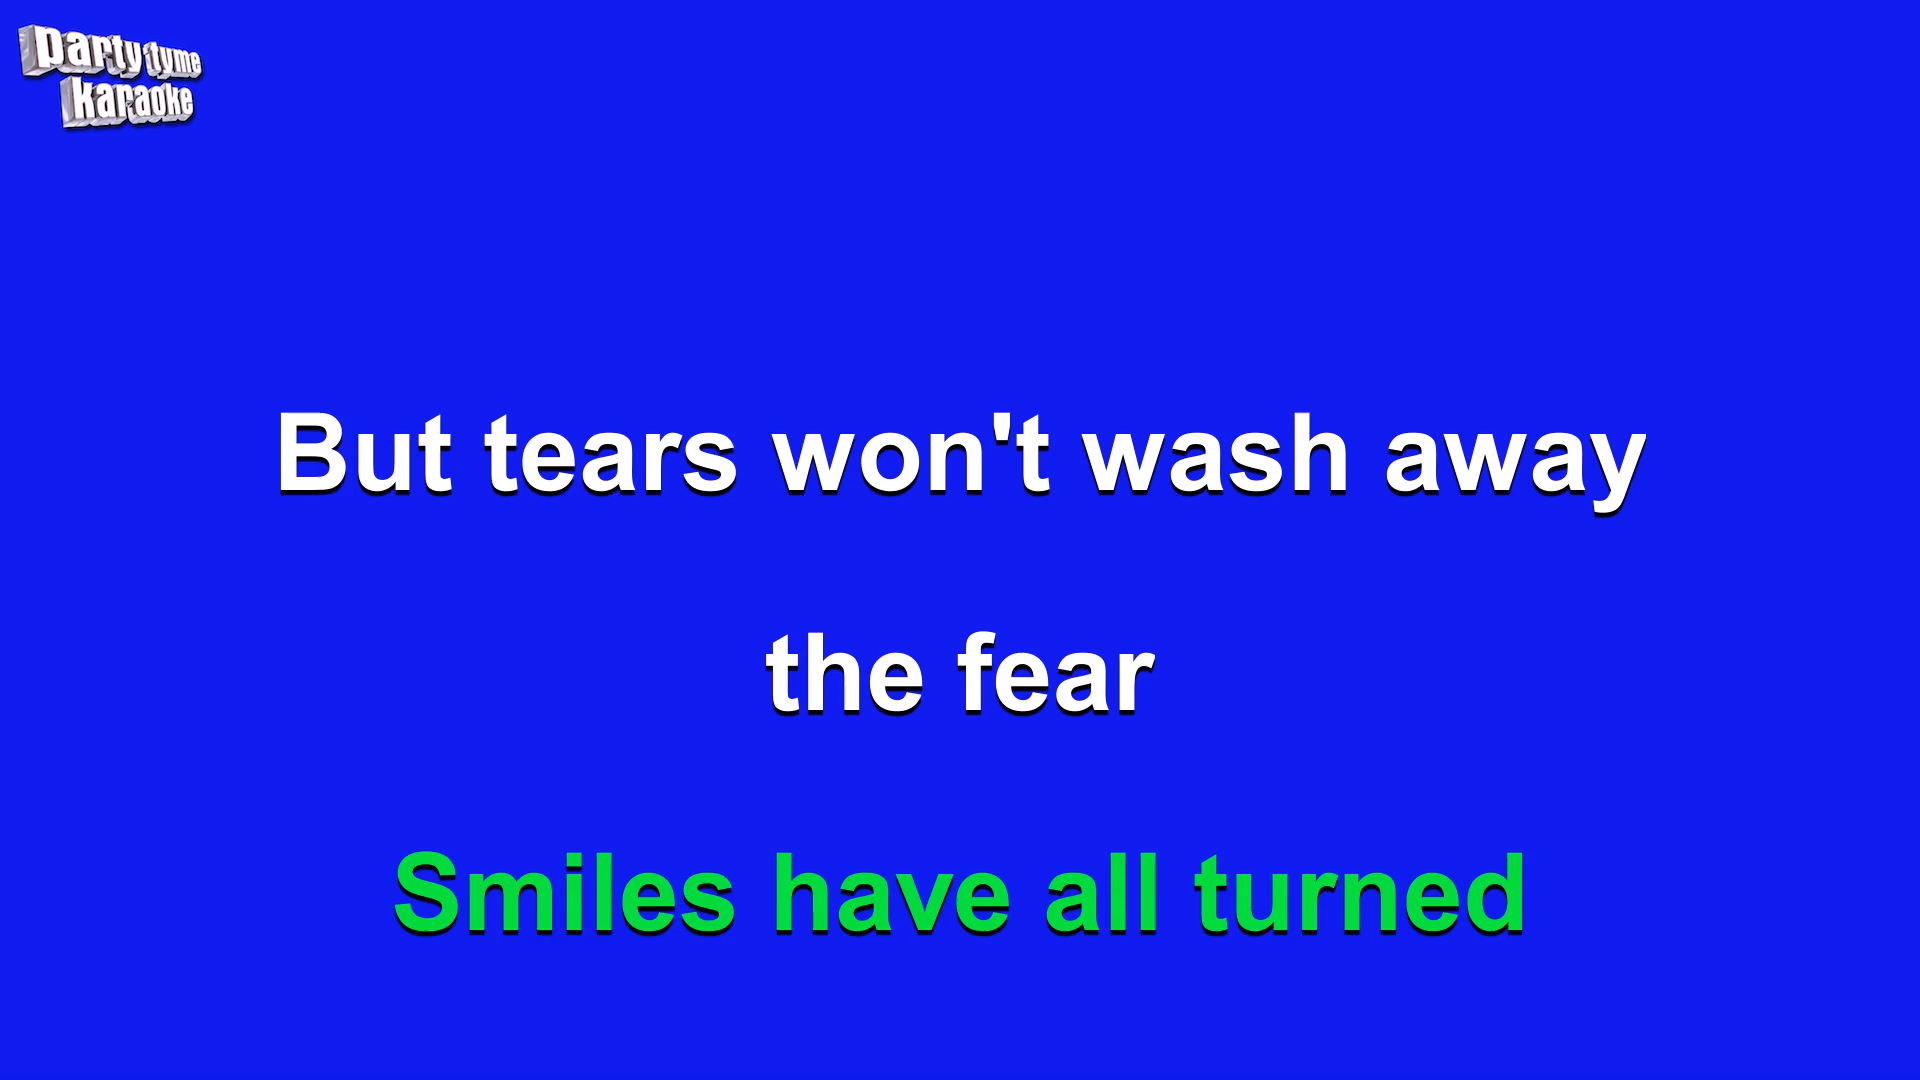 party tyme
karaoke
But tears won't wash away
the fear
Smiles have all turned